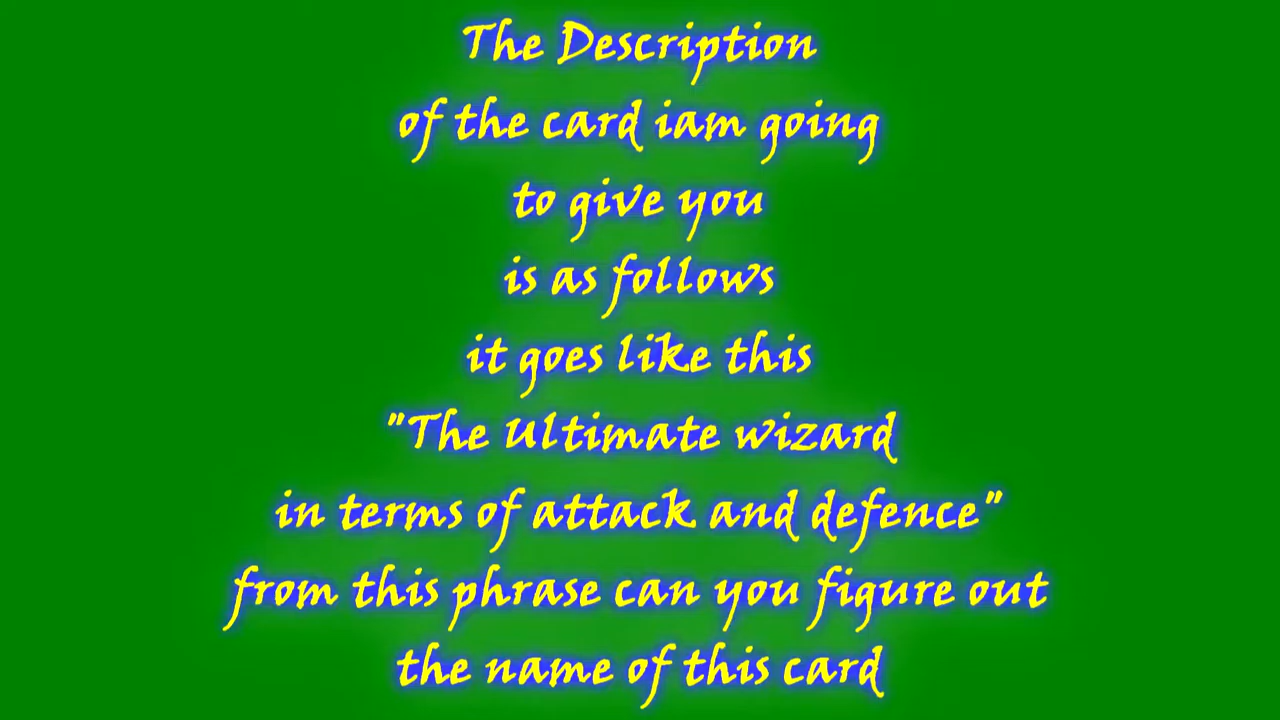 The Description
of the card iam going
to give you
is as follows
it goes like this
"The Ultimate wizard
in terms of attack and defence"
from this phrase can you figure out
the name of this card